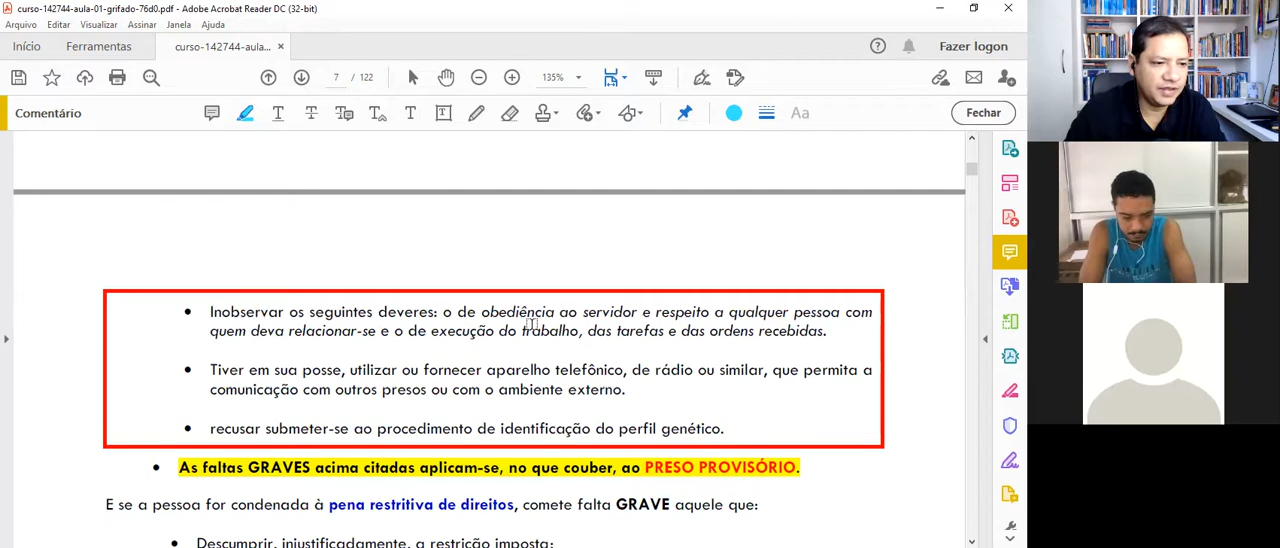 curso-142744-aula-01-grifado-76d0.pdf - Adobe Acrobat Reader DC (32-bit)
Arquivo Editar Visualizar Assinar Janela Ajuda
Início Ferramentas curso-142744-aula... × Fazer logon
7 / 122 135%
Comentário Aa Fechar
• Inobservar os seguintes deveres: o de obediência ao servidor e respeito a qualquer pessoa com
quem deva relacionar-se e o de execução do trabalho, das tarefas e das ordens recebidas.
• Tiver em sua posse, utilizar ou fornecer aparelho telefônico, de rádio ou similar, que permita a
comunicação com outros presos ou com o ambiente externo.
• recusar submeter-se ao procedimento de identificação do perfil genético.
• As faltas GRAVES acima citadas aplicam-se, no que couber, ao PRESO PROVISÓRIO.
E se a pessoa for condenada à pena restritiva de direitos, comete falta GRAVE aquele que:
• Descumprir, injustificadamente, a restrição imposta;